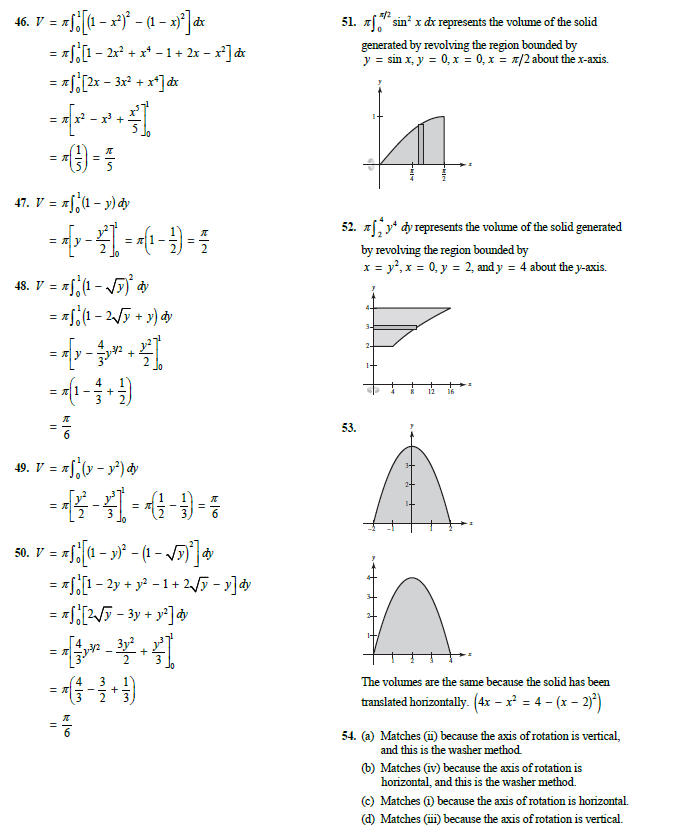 46. V = π∫₀¹[(1 − x²)² − (1 − x)²] dx
= π∫₀¹[1 − 2x² + x⁴ − 1 + 2x − x²] dx
= π∫₀¹[2x − 3x² + x⁴] dx
= π[x² − x³ + x⁵/5]₀¹
= π(1/5) = π/5
47. V = π∫₀¹(1 − y) dy
= π[y − y²/2]₀¹ = π(1 − 1/2) = π/2
48. V = π∫₀¹(1 − √y)² dy
= π∫₀¹(1 − 2√y + y) dy
= π[y − 4/3 y^(3/2) + y²/2]₀¹
= π(1 − 4/3 + 1/2)
= π/6
49. V = π∫₀¹(y − y²) dy
= π[y²/2 − y³/3]₀¹ = π(1/2 − 1/3) = π/6
50. V = π∫₀¹[(1 − y)² − (1 − √y)²] dy
= π∫₀¹[1 − 2y + y² − 1 + 2√y − y] dy
= π∫₀¹[2√y − 3y + y²] dy
= π[4/3 y^(3/2) − 3y²/2 + y³/3]₀¹
= π(4/3 − 3/2 + 1/3)
= π/6
51. π∫₀^(π/2) sin² x dx represents the volume of the solid
generated by revolving the region bounded by
y = sin x, y = 0, x = 0, x = π/2 about the x-axis.
y
1
π/4 π/2 x
52. π∫₂⁴ y⁴ dy represents the volume of the solid generated
by revolving the region bounded by
x = y², x = 0, y = 2, and y = 4 about the y-axis.
y
4
3
2
1
4 8 12 16 x
53.
y
3
2
1
−2 −1 1 2 x
y
4
3
2
1
1 2 3 4 x
The volumes are the same because the solid has been
translated horizontally. (4x − x² = 4 − (x − 2)²)
54. (a) Matches (ii) because the axis of rotation is vertical,
and this is the washer method.
(b) Matches (iv) because the axis of rotation is
horizontal, and this is the washer method.
(c) Matches (i) because the axis of rotation is horizontal.
(d) Matches (iii) because the axis of rotation is vertical.